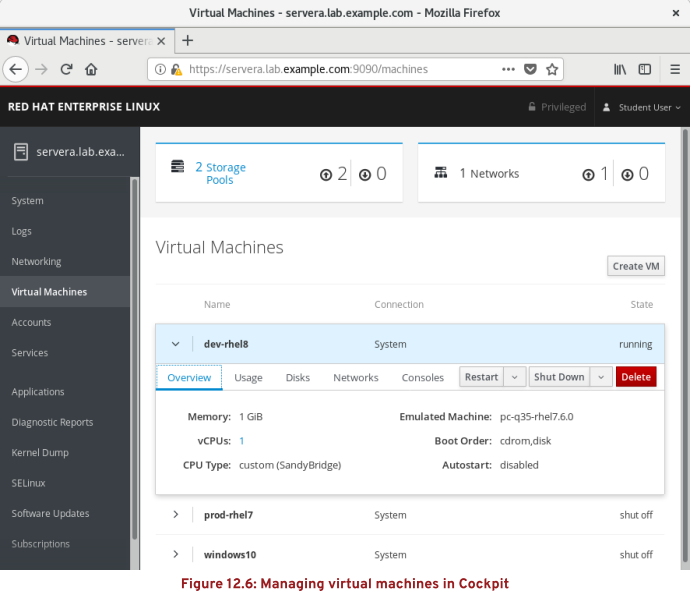 Virtual Machines - servera.lab.example.com - Mozilla Firefox
Virtual Machines - servera
https://servera.lab.example.com:9090/machines
RED HAT ENTERPRISE LINUX
Privileged
Student User
servera.lab.exa...
System
Logs
Networking
Virtual Machines
Accounts
Services
Applications
Diagnostic Reports
Kernel Dump
SELinux
Software Updates
Subscriptions
2 Storage
Pools
2 0
1 Networks
1 0
Virtual Machines
Create VM
Name Connection State
dev-rhel8 System running
Overview Usage Disks Networks Consoles Restart Shut Down Delete
Memory: 1 GiB Emulated Machine: pc-q35-rhel7.6.0
vCPUs: 1 Boot Order: cdrom,disk
CPU Type: custom (SandyBridge) Autostart: disabled
prod-rhel7 System shut off
windows10 System shut off
Figure 12.6: Managing virtual machines in Cockpit